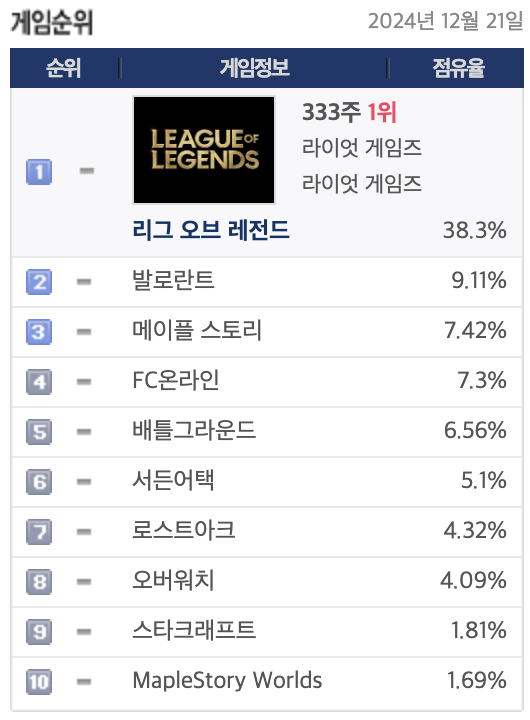 게임순위 2024년 12월 21일
순위 게임정보 점유율
1 LEAGUE OF LEGENDS 333주 1위
라이엇 게임즈
라이엇 게임즈
리그 오브 레전드 38.3%
2 발로란트 9.11%
3 메이플 스토리 7.42%
4 FC온라인 7.3%
5 배틀그라운드 6.56%
6 서든어택 5.1%
7 로스트아크 4.32%
8 오버워치 4.09%
9 스타크래프트 1.81%
10 MapleStory Worlds 1.69%